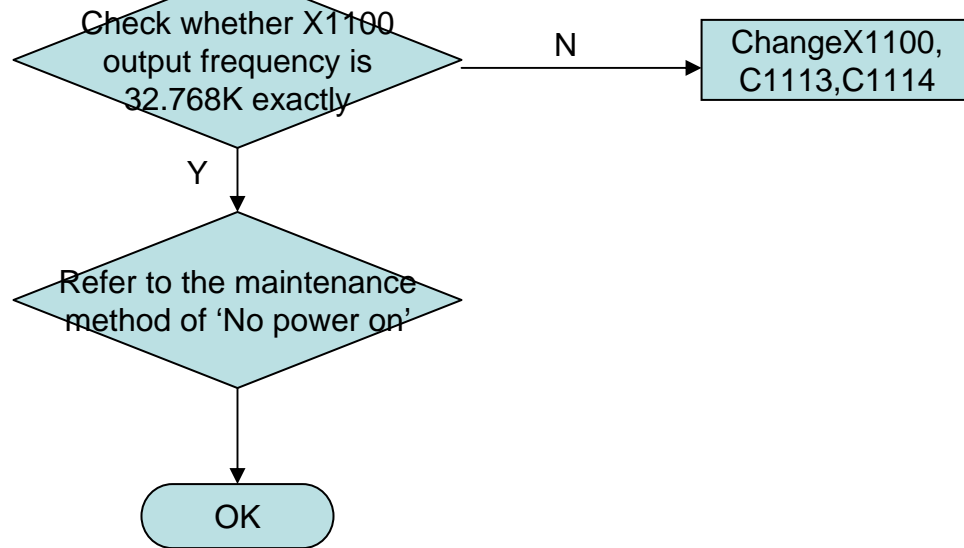 Check whether X1100
output frequency is
32.768K exactly
N
ChangeX1100,
C1113,C1114
Y
Refer to the maintenance
method of ‘No power on’
OK